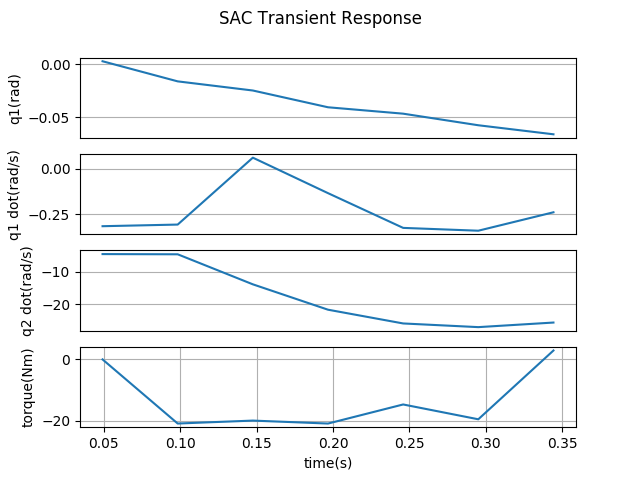 SAC Transient Response
q1(rad)
0.00
−0.05
q1 dot(rad/s)
0.00
−0.25
q2 dot(rad/s)
−10
−20
torque(Nm)
0
−20
0.05 0.10 0.15 0.20 0.25 0.30 0.35
time(s)